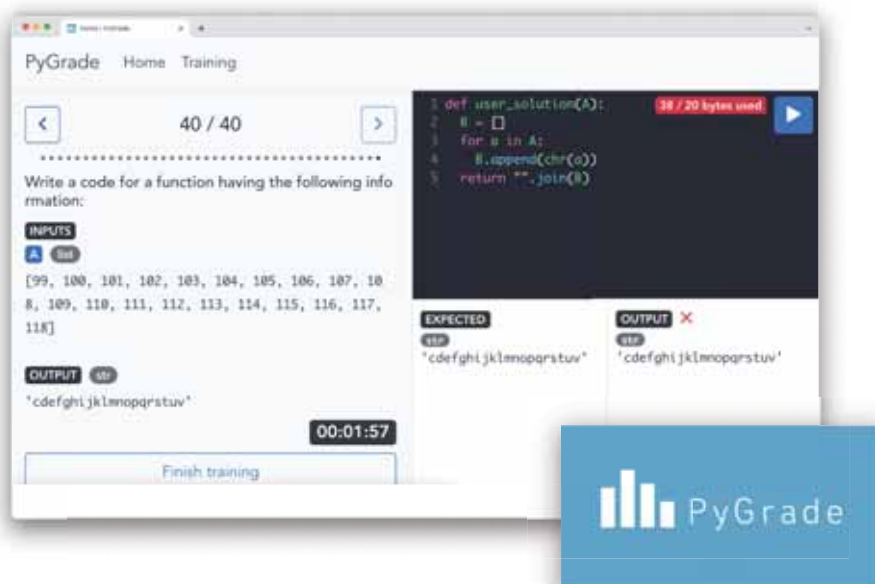 PyGrade Home Training
40 / 40
Write a code for a function having the following info
rmation:
INPUTS
A list
[99, 100, 101, 102, 103, 104, 105, 106, 107, 10
8, 109, 110, 111, 112, 113, 114, 115, 116, 117,
118]
OUTPUT str
'cdefghijklmnopqrstuv'
00:01:57
Finish training
1 def user_solution(A):
2 B = []
3 for a in A:
4 B.append(chr(a))
5 return "".join(B)
38 / 20 bytes used
EXPECTED
str
'cdefghijklmnopqrstuv'
OUTPUT
str
'cdefghijklmnopqrstuv'
PyGrade